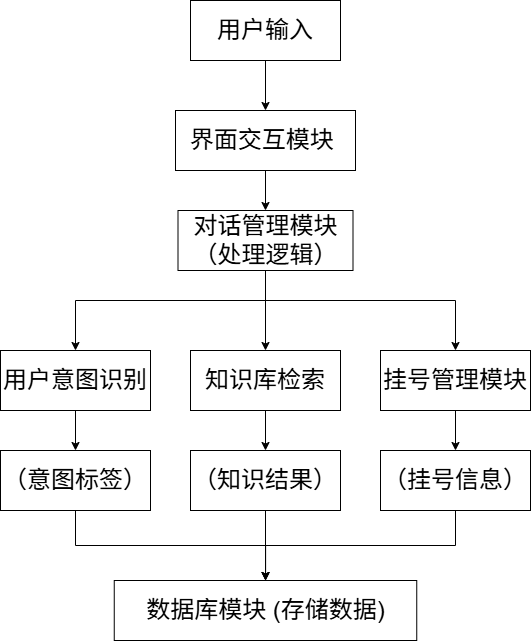 用户输入
界面交互模块
对话管理模块
（处理逻辑）
用户意图识别
知识库检索
挂号管理模块
（意图标签）
（知识结果）
（挂号信息）
数据库模块 (存储数据)